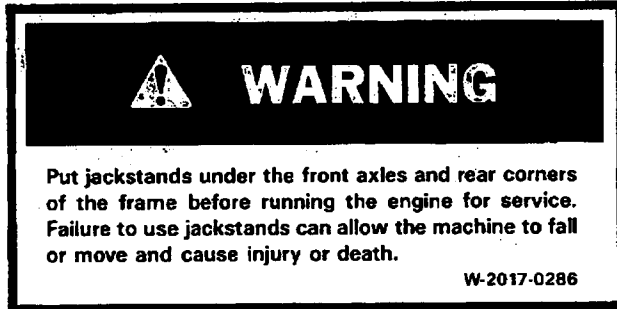 WARNING
Put jackstands under the front axles and rear corners
of the frame before running the engine for service.
Failure to use jackstands can allow the machine to fall
or move and cause injury or death.
W-2017-0286